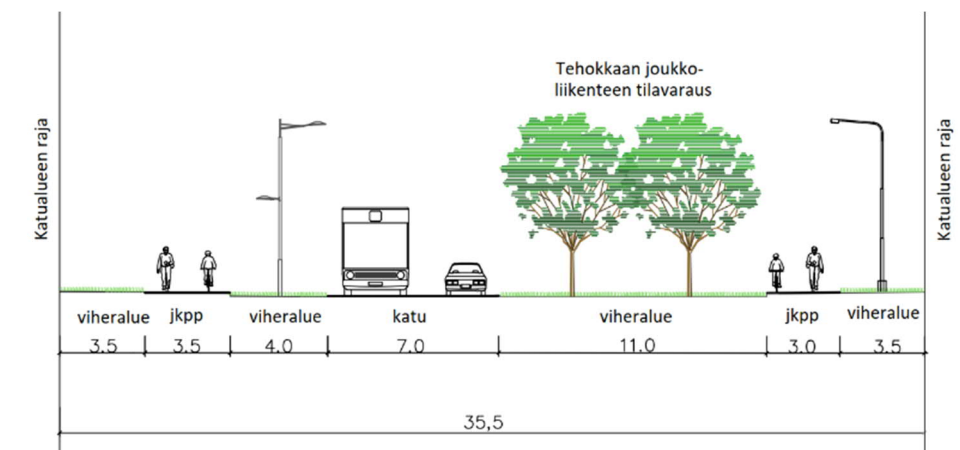 Tehokkaan joukko-
liikenteen tilavaraus
Katualueen raja
Katualueen raja
viheralue jkpp viheralue katu viheralue jkpp viheralue
3.5 3.5 4.0 7.0 11.0 3.0 3.5
35,5